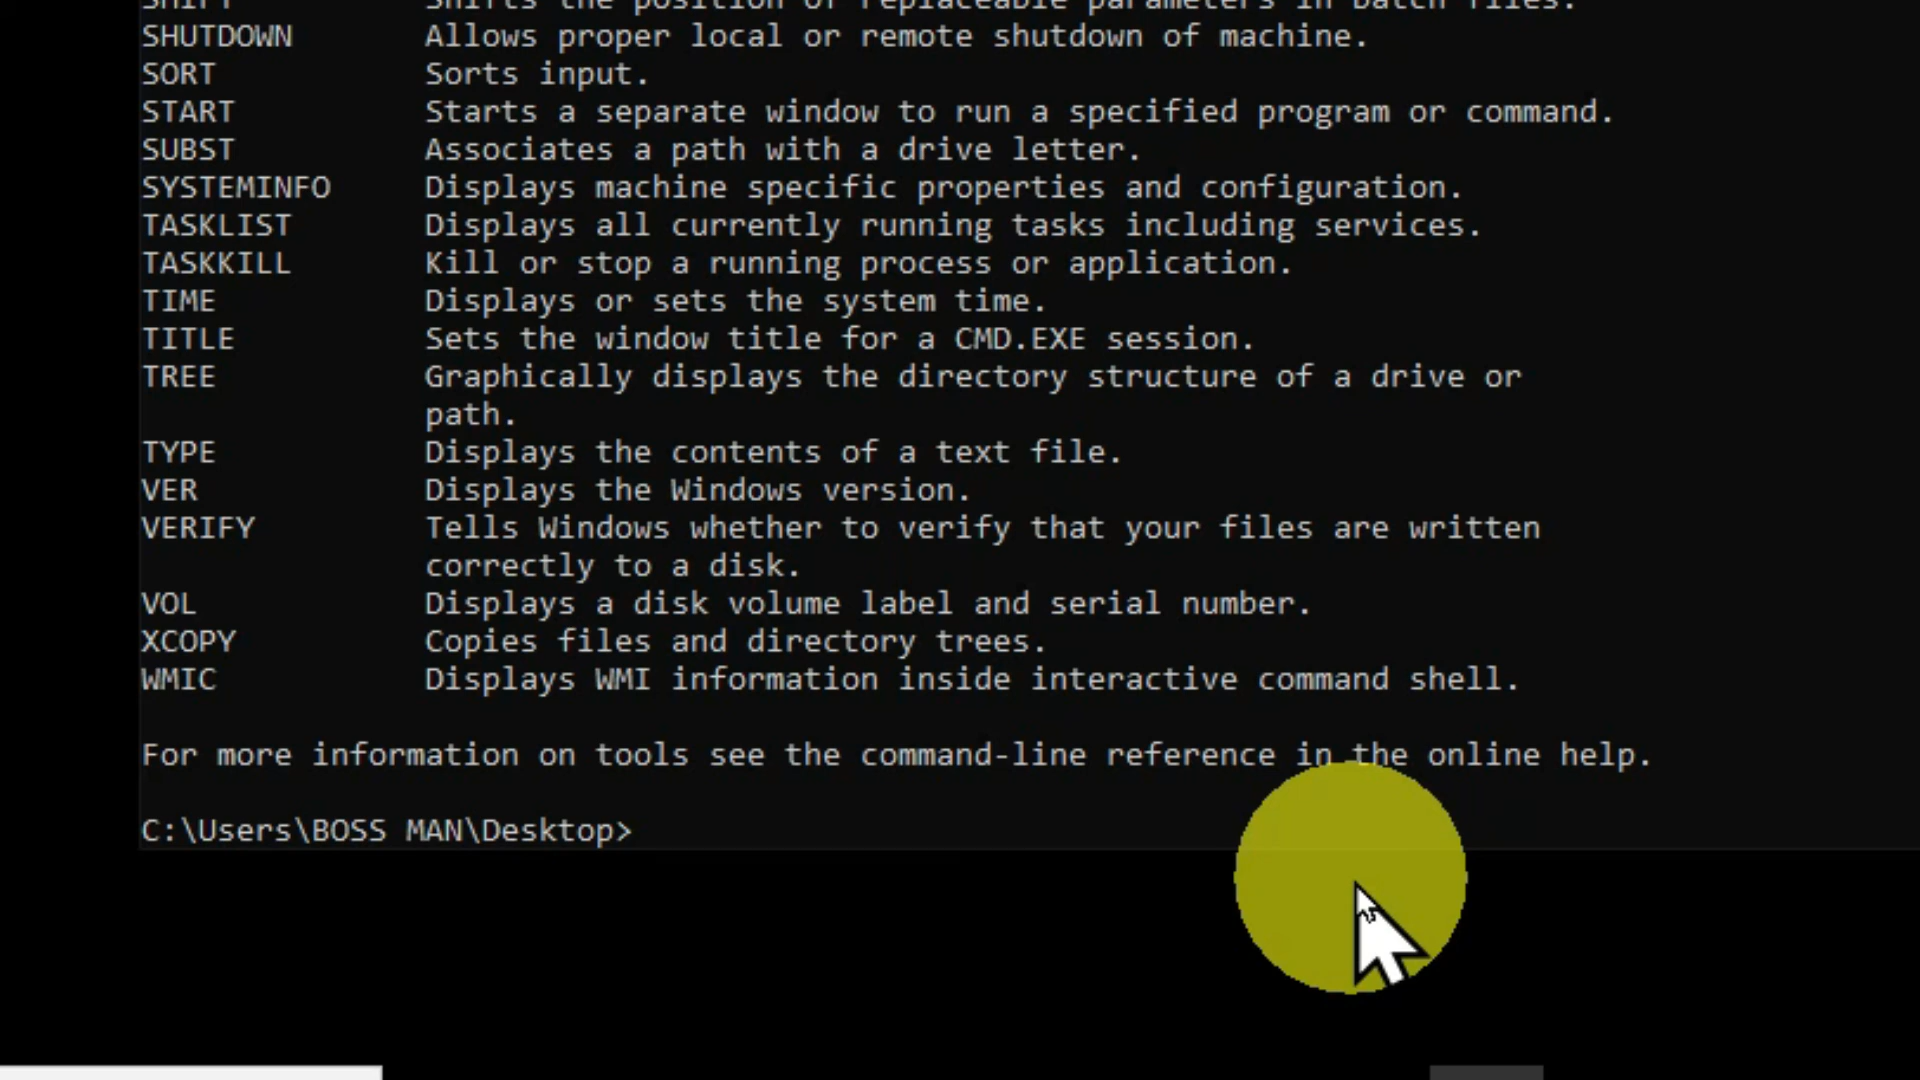 SHIFT Shifts the position of replaceable parameters in batch files.
SHUTDOWN Allows proper local or remote shutdown of machine.
SORT Sorts input.
START Starts a separate window to run a specified program or command.
SUBST Associates a path with a drive letter.
SYSTEMINFO Displays machine specific properties and configuration.
TASKLIST Displays all currently running tasks including services.
TASKKILL Kill or stop a running process or application.
TIME Displays or sets the system time.
TITLE Sets the window title for a CMD.EXE session.
TREE Graphically displays the directory structure of a drive or
path.
TYPE Displays the contents of a text file.
VER Displays the Windows version.
VERIFY Tells Windows whether to verify that your files are written
correctly to a disk.
VOL Displays a disk volume label and serial number.
XCOPY Copies files and directory trees.
WMIC Displays WMI information inside interactive command shell.
For more information on tools see the command-line reference in the online help.
C:\Users\BOSS MAN\Desktop>